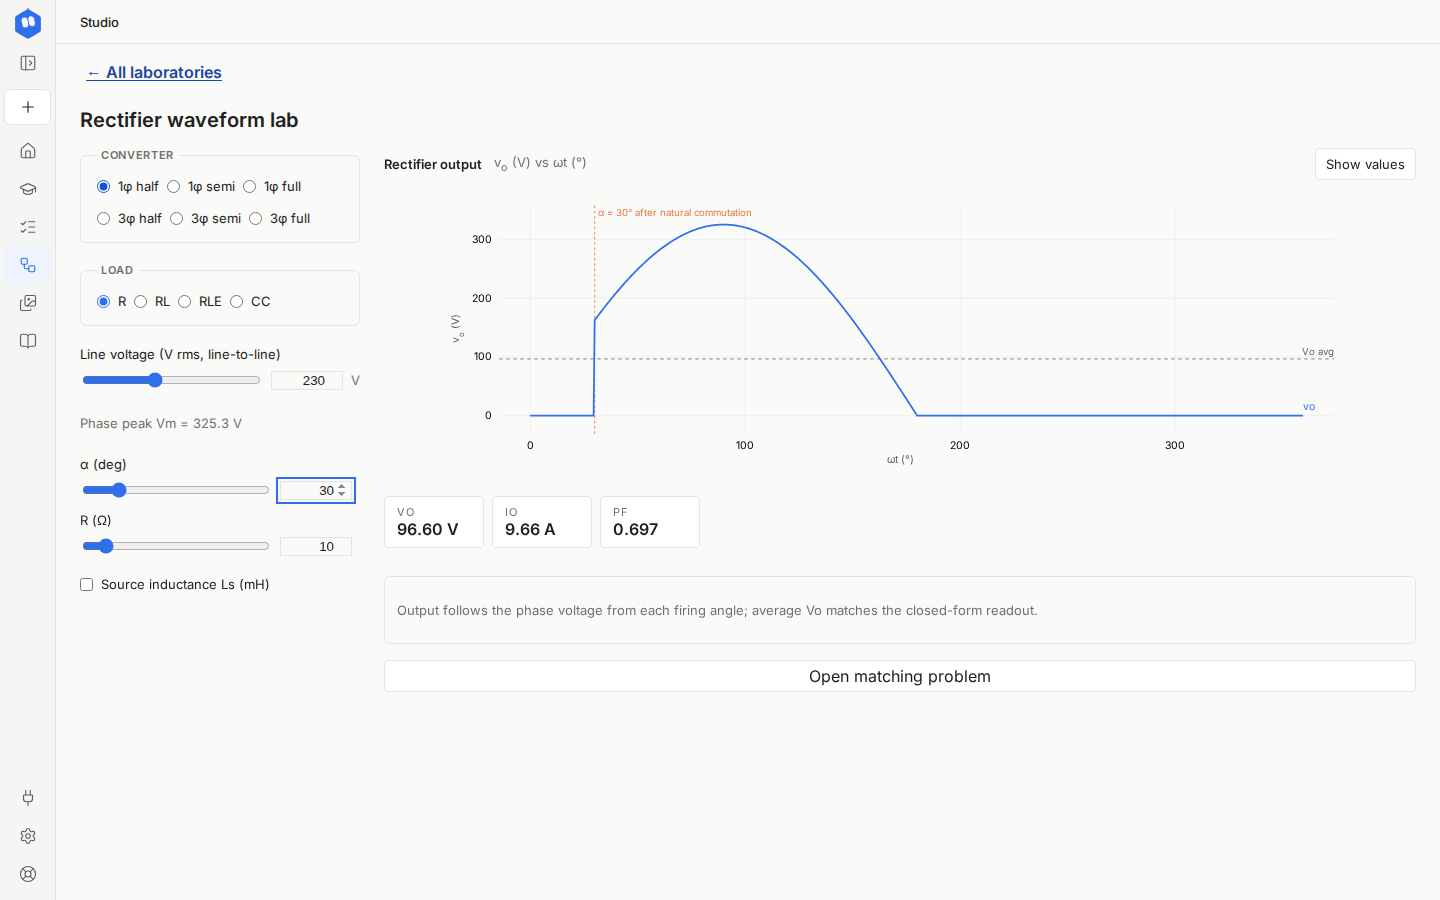 Studio
← All laboratories
Rectifier waveform lab
CONVERTER
1φ half 1φ semi 1φ full
3φ half 3φ semi 3φ full
LOAD
R RL RLE CC
Line voltage (V rms, line-to-line)
230 V
Phase peak Vm = 325.3 V
α (deg)
30
R (Ω)
10
Source inductance Ls (mH)
Rectifier output vo (V) vs ωt (°)
Show values
α = 30° after natural commutation
300
200
100
0
vo (V)
Vo avg
vo
0 100 200 300
ωt (°)
VO IO PF
96.60 V 9.66 A 0.697
Output follows the phase voltage from each firing angle; average Vo matches the closed-form readout.
Open matching problem